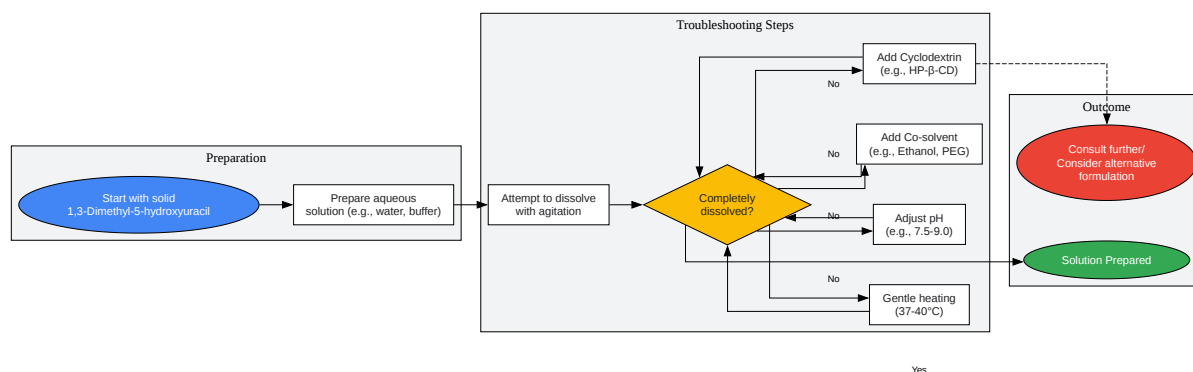 Troubleshooting Steps
Add Cyclodextrin
(e.g., HP-β-CD)
No
Outcome
Consult further/
Consider alternative
formulation
Add Co-solvent
(e.g., Ethanol, PEG)
No
Preparation
Start with solid
1,3-Dimethyl-5-hydroxyuracil
Prepare aqueous
solution (e.g., water, buffer)
Attempt to dissolve
with agitation
Completely
dissolved?
No
Adjust pH
(e.g., 7.5-9.0)
Solution Prepared
No
Gentle heating
(37-40°C)
Yes